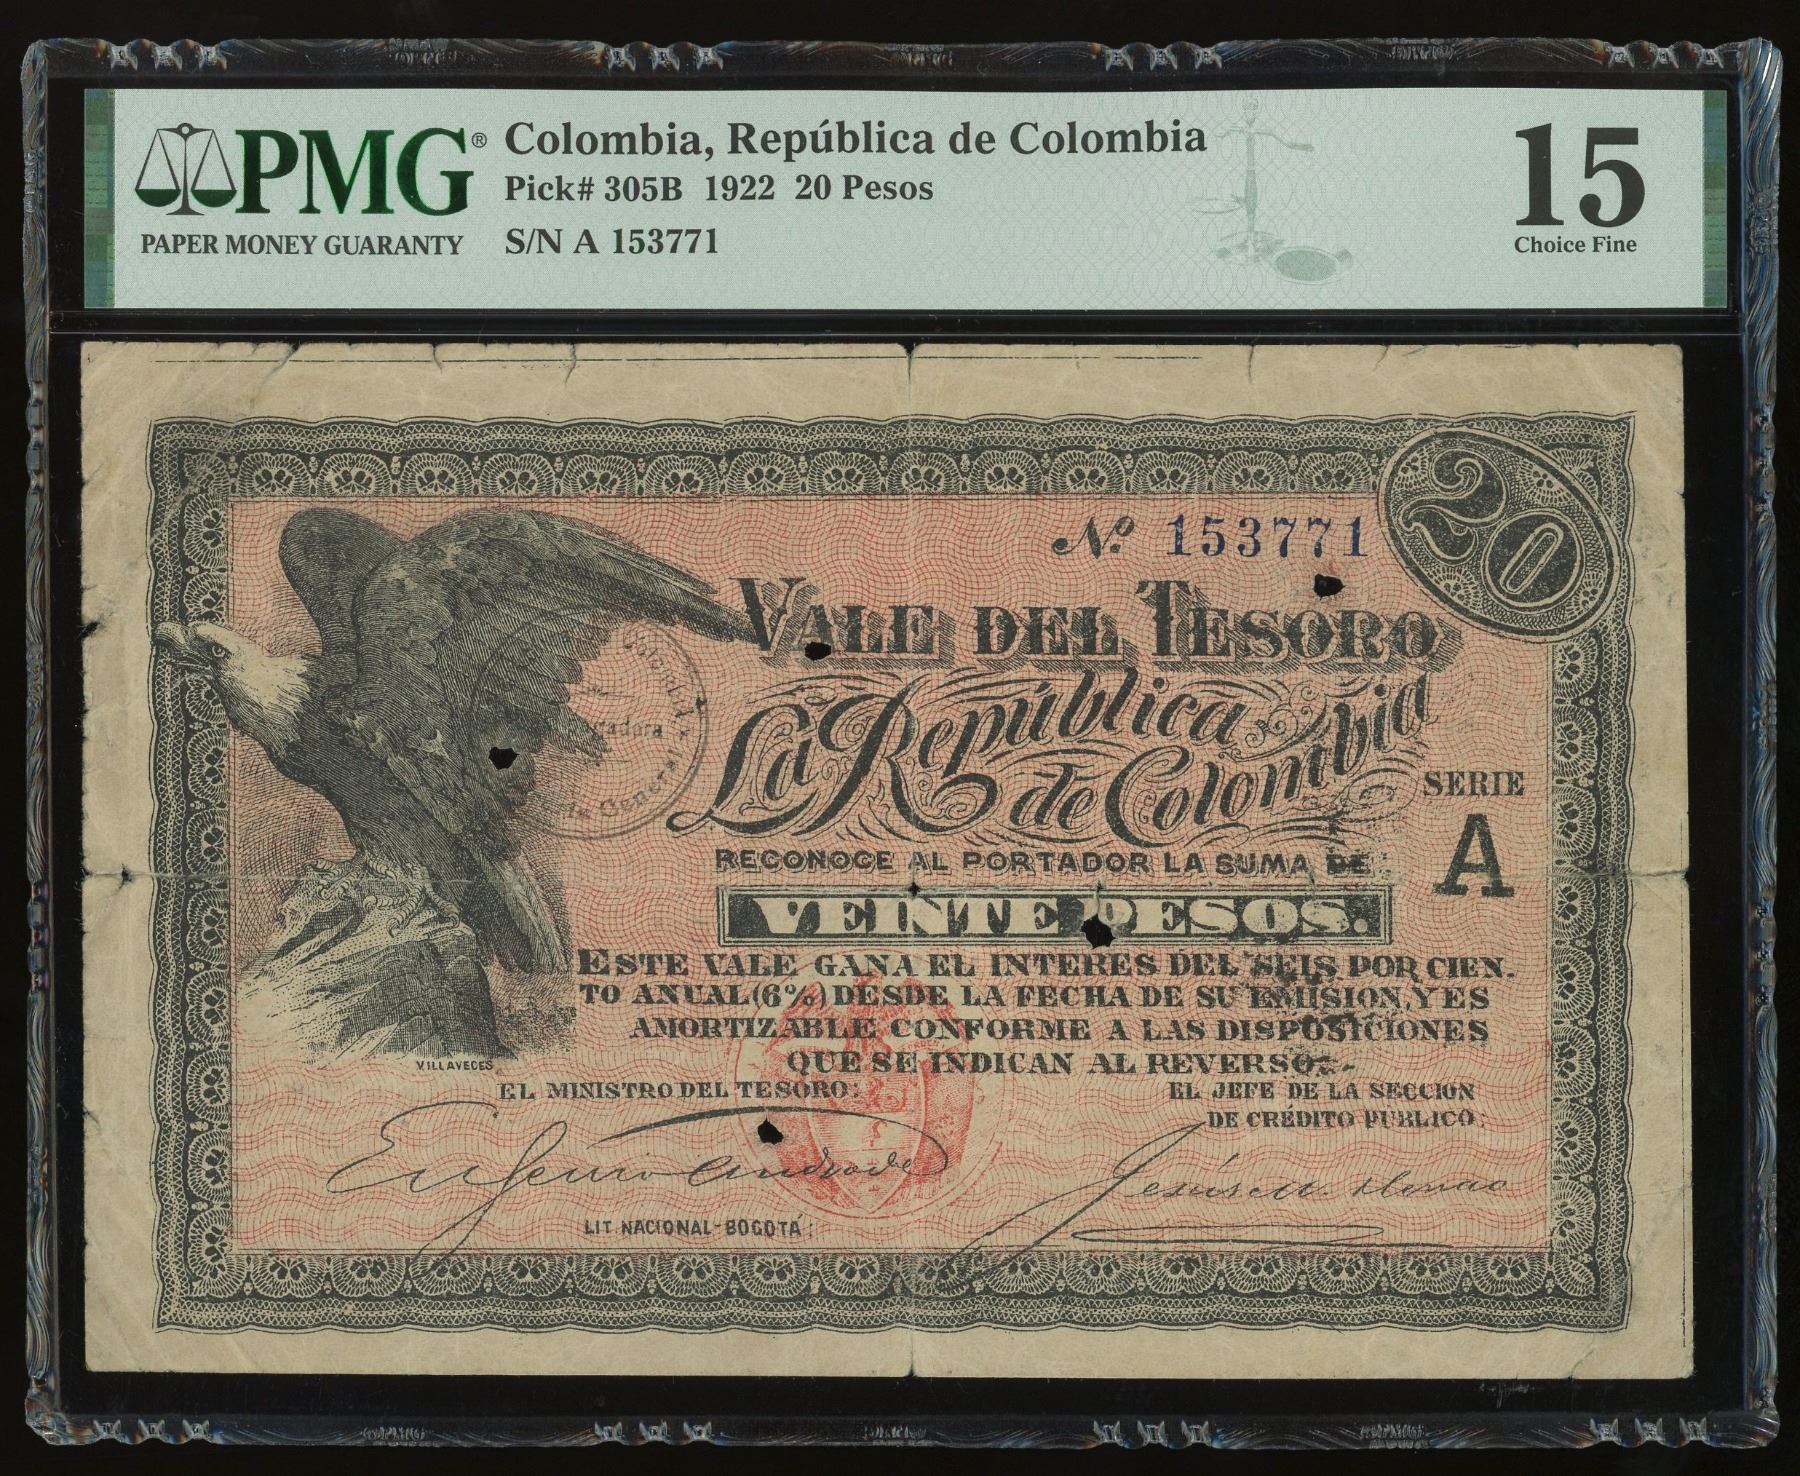 PMG®
PAPER MONEY GUARANTY
Colombia, República de Colombia
Pick# 305B 1922 20 Pesos
S/N A 153771
15
Choice Fine
20
Nº 153771
VALE DEL TESORO
La República
de Colombia
SERIE
A
RECONOCE AL PORTADOR LA SUMA DE:
VEINTE PESOS.
ESTE VALE GANA EL INTERES DEL SEIS POR CIEN-
TO ANUAL (6%) DESDE LA FECHA DE SU EMISION, Y ES
AMORTIZABLE CONFORME A LAS DISPOSICIONES
QUE SE INDICAN AL REVERSO.-
VILLAVECES
EL MINISTRO DEL TESORO:
EL JEFE DE LA SECCION
DE CRÉDITO PUBLICO:
Eugenio Andrade
Jesús M. Henao
LIT. NACIONAL-BOGOTÁ: